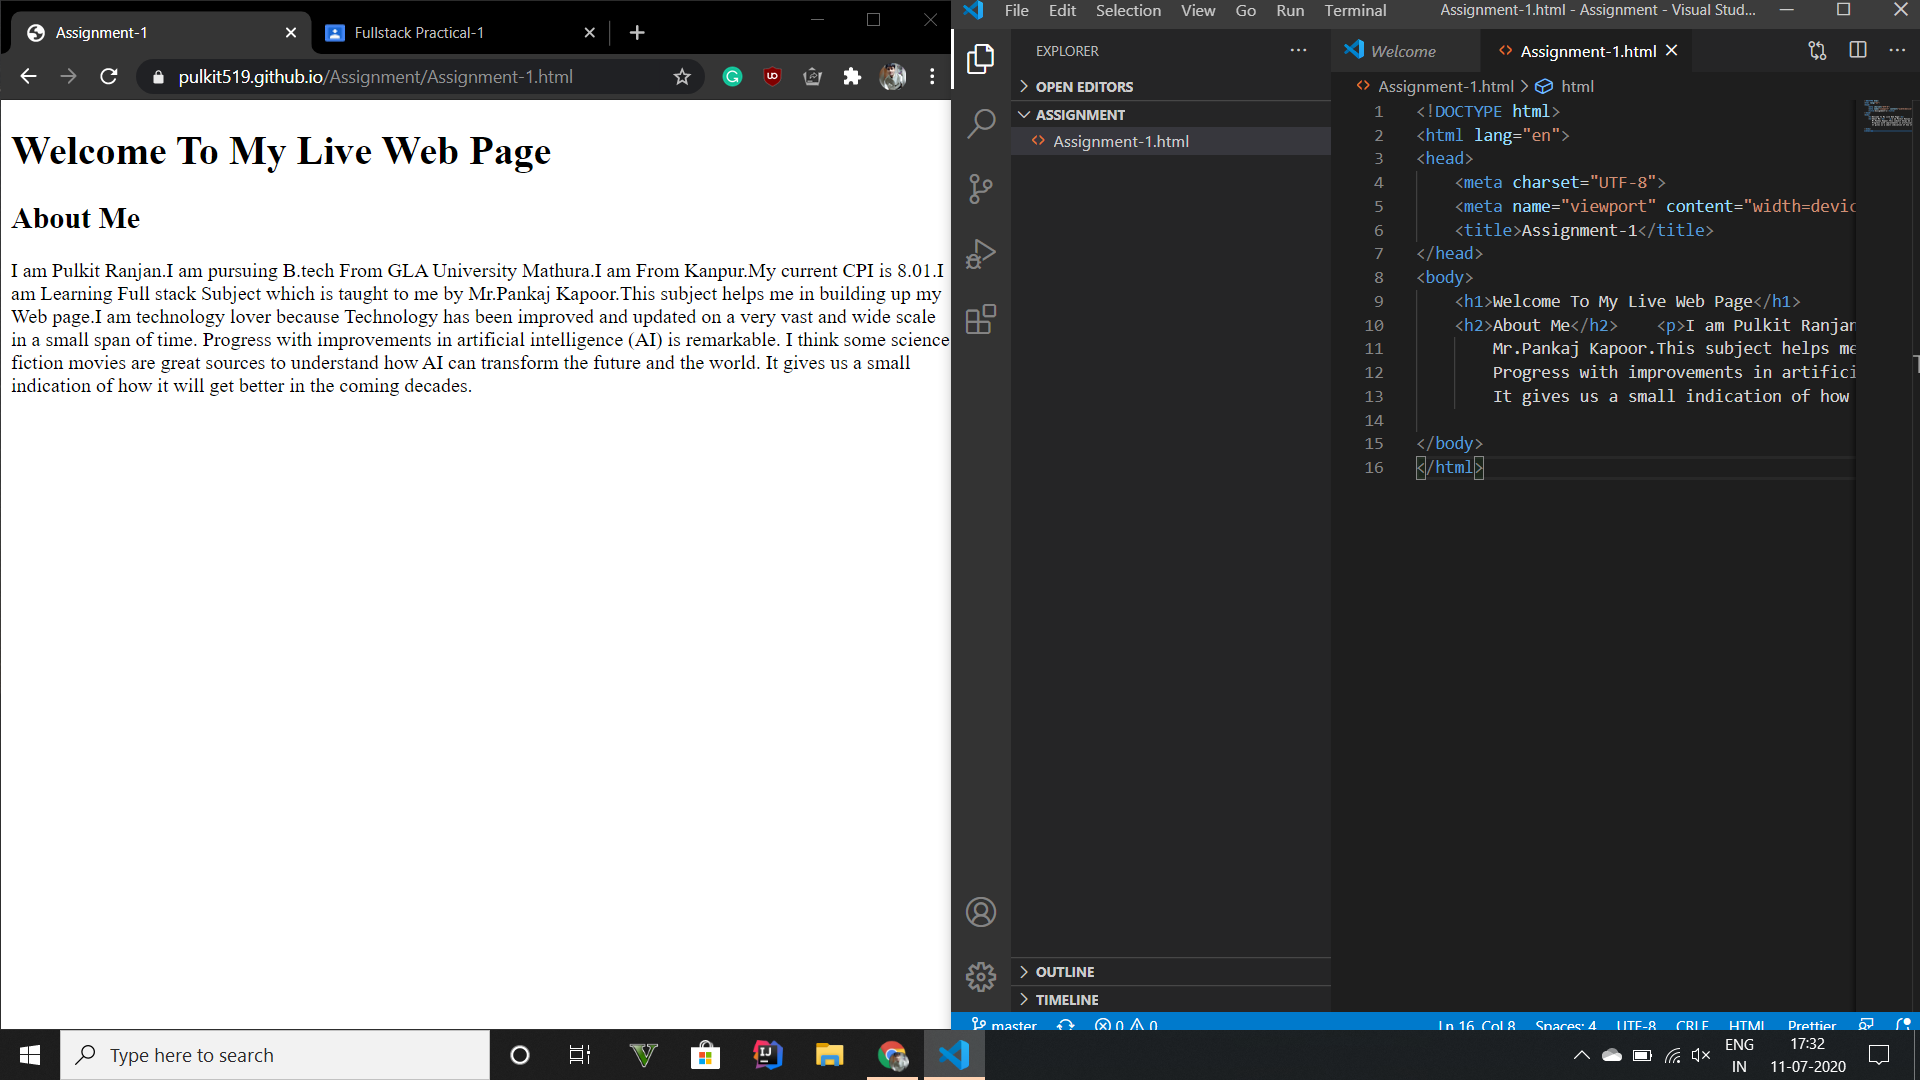 Assignment-1
Fullstack Practical-1
pulkit519.github.io/Assignment/Assignment-1.html
Welcome To My Live Web Page
About Me
I am Pulkit Ranjan.I am pursuing B.tech From GLA University Mathura.I am From Kanpur.My current CPI is 8.01.I
am Learning Full stack Subject which is taught to me by Mr.Pankaj Kapoor.This subject helps me in building up my
Web page.I am technology lover because Technology has been improved and updated on a very vast and wide scale
in a small span of time. Progress with improvements in artificial intelligence (AI) is remarkable. I think some science
fiction movies are great sources to understand how AI can transform the future and the world. It gives us a small
indication of how it will get better in the coming decades.
File Edit Selection View Go Run Terminal Assignment-1.html - Assignment - Visual Stud...
EXPLORER
OPEN EDITORS
ASSIGNMENT
Assignment-1.html
OUTLINE
TIMELINE
Welcome Assignment-1.html
Assignment-1.html > html
1 <!DOCTYPE html>
2 <html lang="en">
3 <head>
4 <meta charset="UTF-8">
5 <meta name="viewport" content="width=devic
6 <title>Assignment-1</title>
7 </head>
8 <body>
9 <h1>Welcome To My Live Web Page</h1>
10 <h2>About Me</h2> <p>I am Pulkit Ranjan
11 Mr.Pankaj Kapoor.This subject helps me
12 Progress with improvements in artifici
13 It gives us a small indication of how
14
15 </body>
16 </html>
master 0 0 Ln 16, Col 8 Spaces: 4 UTF-8 CRLF HTML Prettier
Type here to search
ENG
IN
17:32
11-07-2020